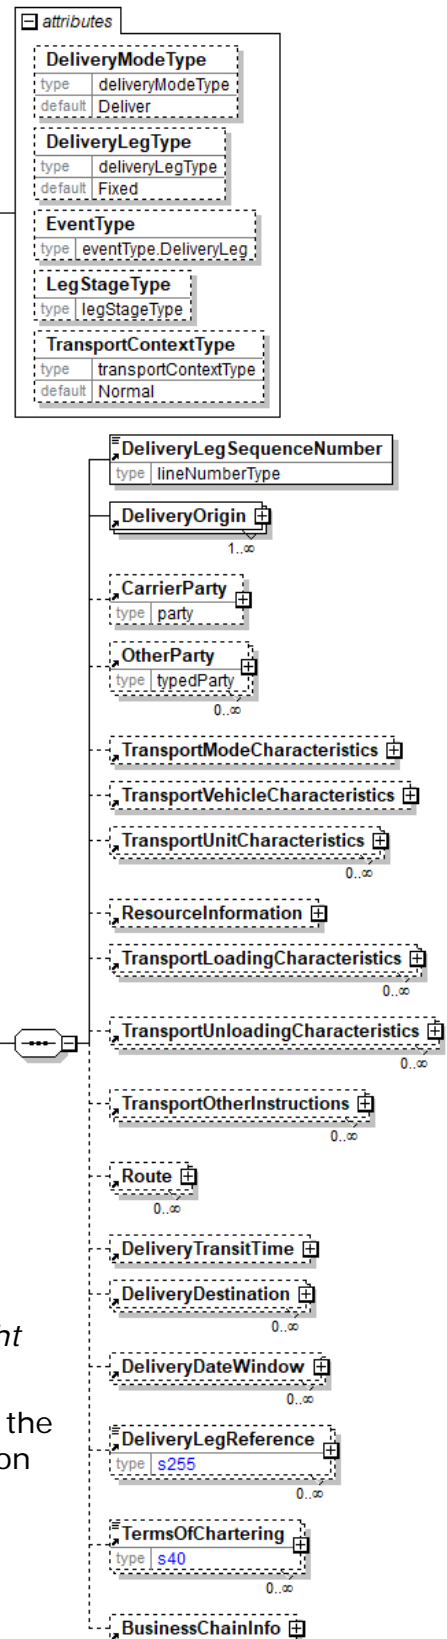 attributes
DeliveryModeType
type deliveryModeType
default Deliver
DeliveryLegType
type deliveryLegType
default Fixed
EventType
type eventType.DeliveryLeg
LegStageType
type legStageType
TransportContextType
type transportContextType
default Normal
DeliveryLegSequenceNumber
type lineNumberType
DeliveryOrigin
1..∞
CarrierParty
type party
OtherParty
type typedParty
0..∞
TransportModeCharacteristics
TransportVehicleCharacteristics
TransportUnitCharacteristics
0..∞
ResourceInformation
TransportLoadingCharacteristics
0..∞
TransportUnloadingCharacteristics
0..∞
TransportOtherInstructions
0..∞
Route
0..∞
DeliveryTransitTime
DeliveryDestination
0..∞
ht
DeliveryDateWindow
0..∞
the
DeliveryLegReference
on
type s255
0..∞
TermsOfChartering
type s40
0..∞
BusinessChainInfo